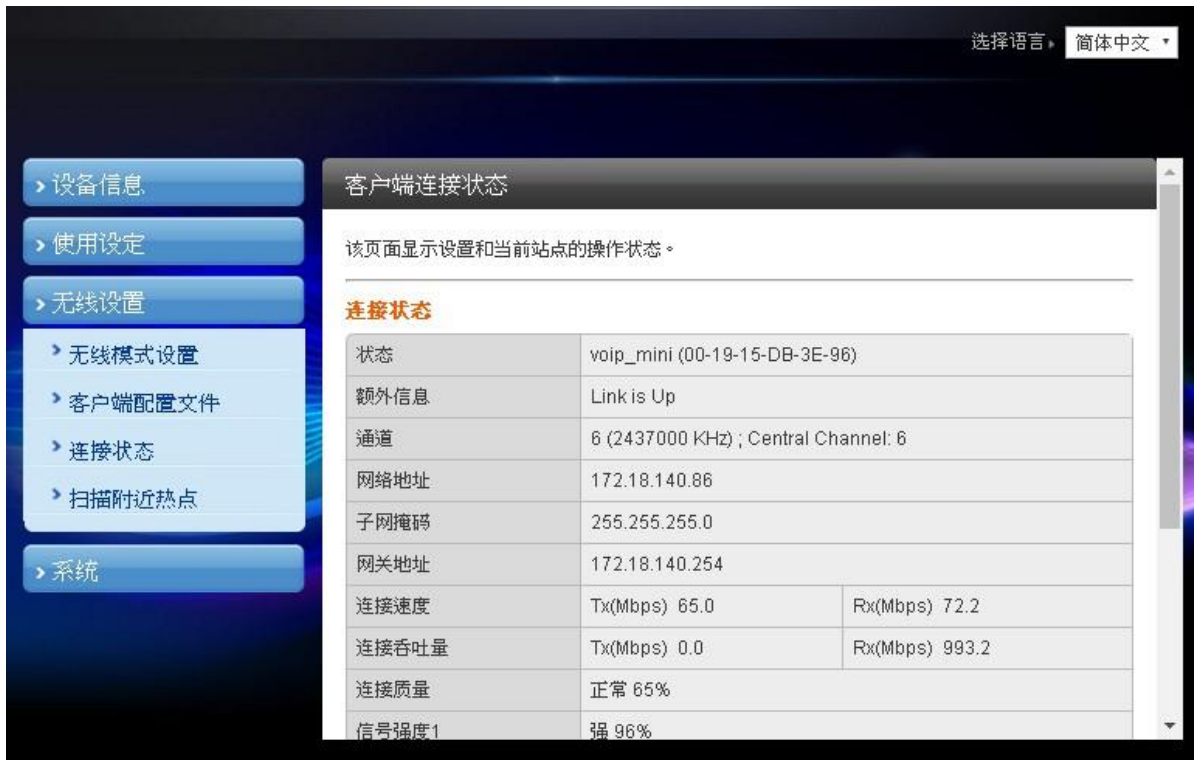 选择语言 简体中文
设备信息
使用设定
无线设置
无线模式设置
客户端配置文件
连接状态
扫描附近热点
系统
客户端连接状态
该页面显示设置和当前站点的操作状态。
连接状态
状态 voip_mini (00-19-15-DB-3E-96)
额外信息 Link is Up
通道 6 (2437000 KHz) ; Central Channel: 6
网络地址 172.18.140.86
子网掩码 255.255.255.0
网关地址 172.18.140.254
连接速度 Tx(Mbps) 65.0 Rx(Mbps) 72.2
连接吞吐量 Tx(Mbps) 0.0 Rx(Mbps) 993.2
连接质量 正常 65%
信号强度1 强 96%